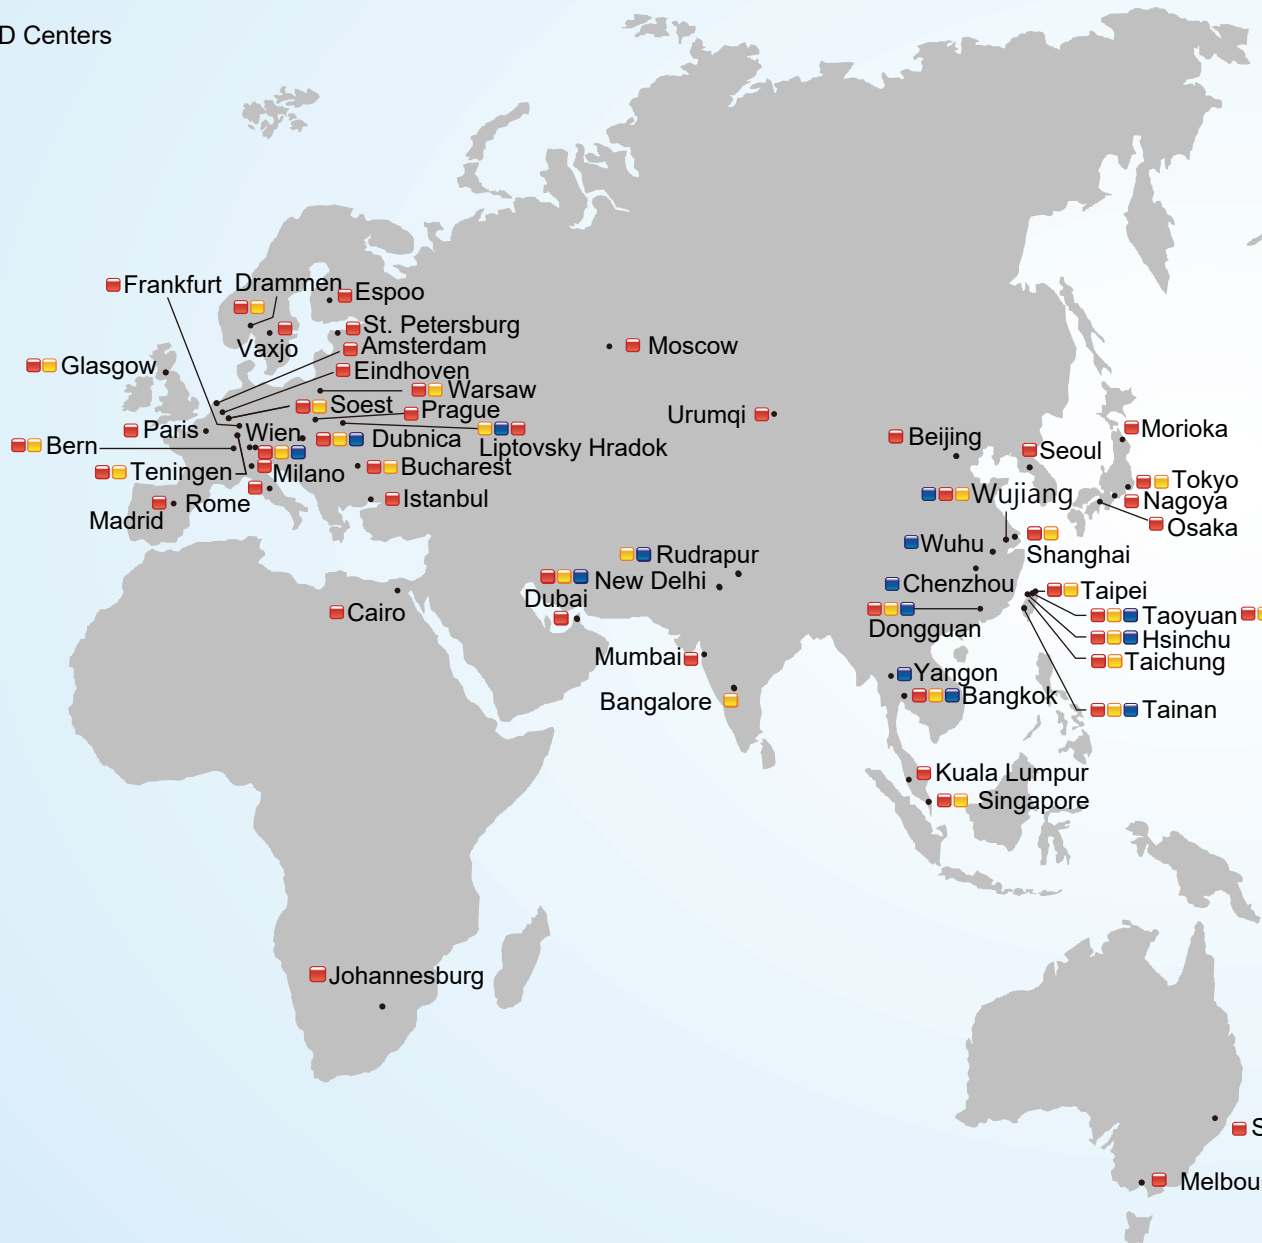 D Centers
Frankfurt
Drammen
Espoo
St. Petersburg
Vaxjo
Amsterdam
Moscow
Glasgow
Eindhoven
Warsaw
Soest
Prague
Urumqi
Paris
Wien
Bern
Dubnica
Liptovsky Hradok
Beijing
Seoul
Morioka
Teningen
Milano
Bucharest
Istanbul
Rome
Madrid
Wujiang
Tokyo
Nagoya
Osaka
Wuhu
Shanghai
Rudrapur
New Delhi
Chenzhou
Dubai
Taipei
Cairo
Dongguan
Taoyuan
Hsinchu
Mumbai
Taichung
Yangon
Bangalore
Bangkok
Tainan
Kuala Lumpur
Singapore
Johannesburg
S
Melbou